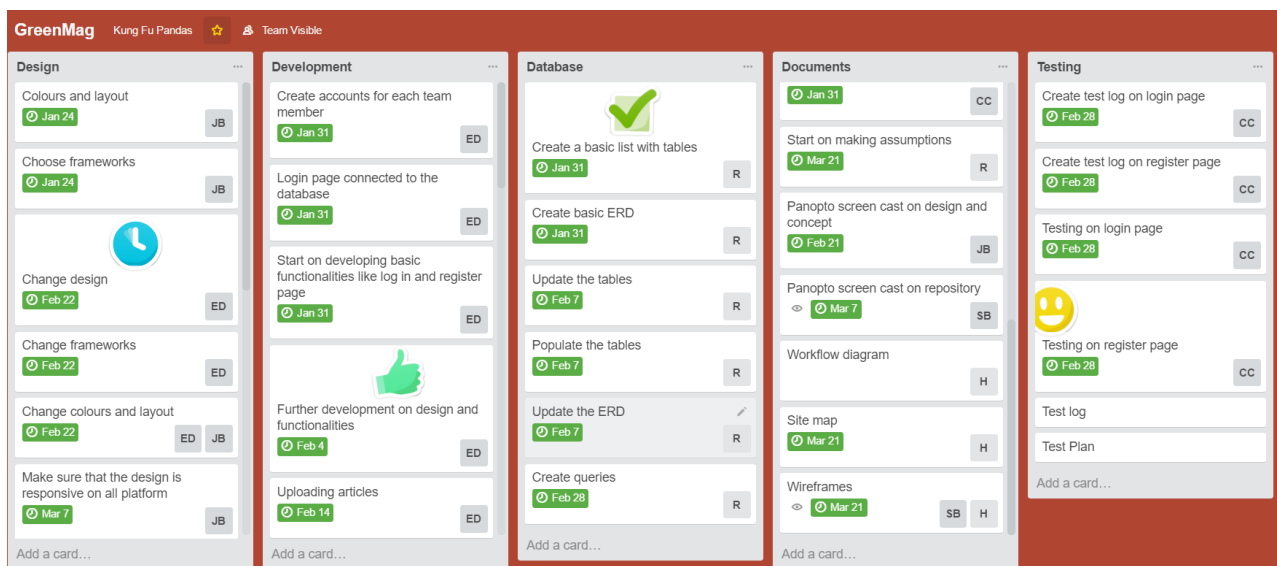 GreenMag Kung Fu Pandas Team Visible
Design ...
Colours and layout
Jan 24
JB
Choose frameworks
Jan 24
JB
Change design
Feb 22
ED
Change frameworks
Feb 22
ED
Change colours and layout
Feb 22
ED JB
Make sure that the design is
responsive on all platform
Mar 7
JB
Add a card...
Development ...
Create accounts for each team
member
Jan 31
ED
Login page connected to the
database
Jan 31
ED
Start on developing basic
functionalities like log in and register
page
Jan 31
ED
Further development on design and
functionalities
Feb 4
ED
Uploading articles
Feb 14
ED
Add a card...
Database ...
Create a basic list with tables
Jan 31
R
Create basic ERD
Jan 31
R
Update the tables
Feb 7
R
Populate the tables
Feb 7
R
Update the ERD
Feb 7
R
Create queries
Feb 28
R
Add a card...
Documents ...
Jan 31
CC
Start on making assumptions
Mar 21
R
Panopto screen cast on design and
concept
Feb 21
JB
Panopto screen cast on repository
Mar 7
SB
Workflow diagram
H
Site map
Mar 21
H
Wireframes
Mar 21
SB H
Add a card...
Testing ...
Create test log on login page
Feb 28
CC
Create test log on register page
Feb 28
CC
Testing on login page
Feb 28
CC
Testing on register page
Feb 28
CC
Test log
Test Plan
Add a card...